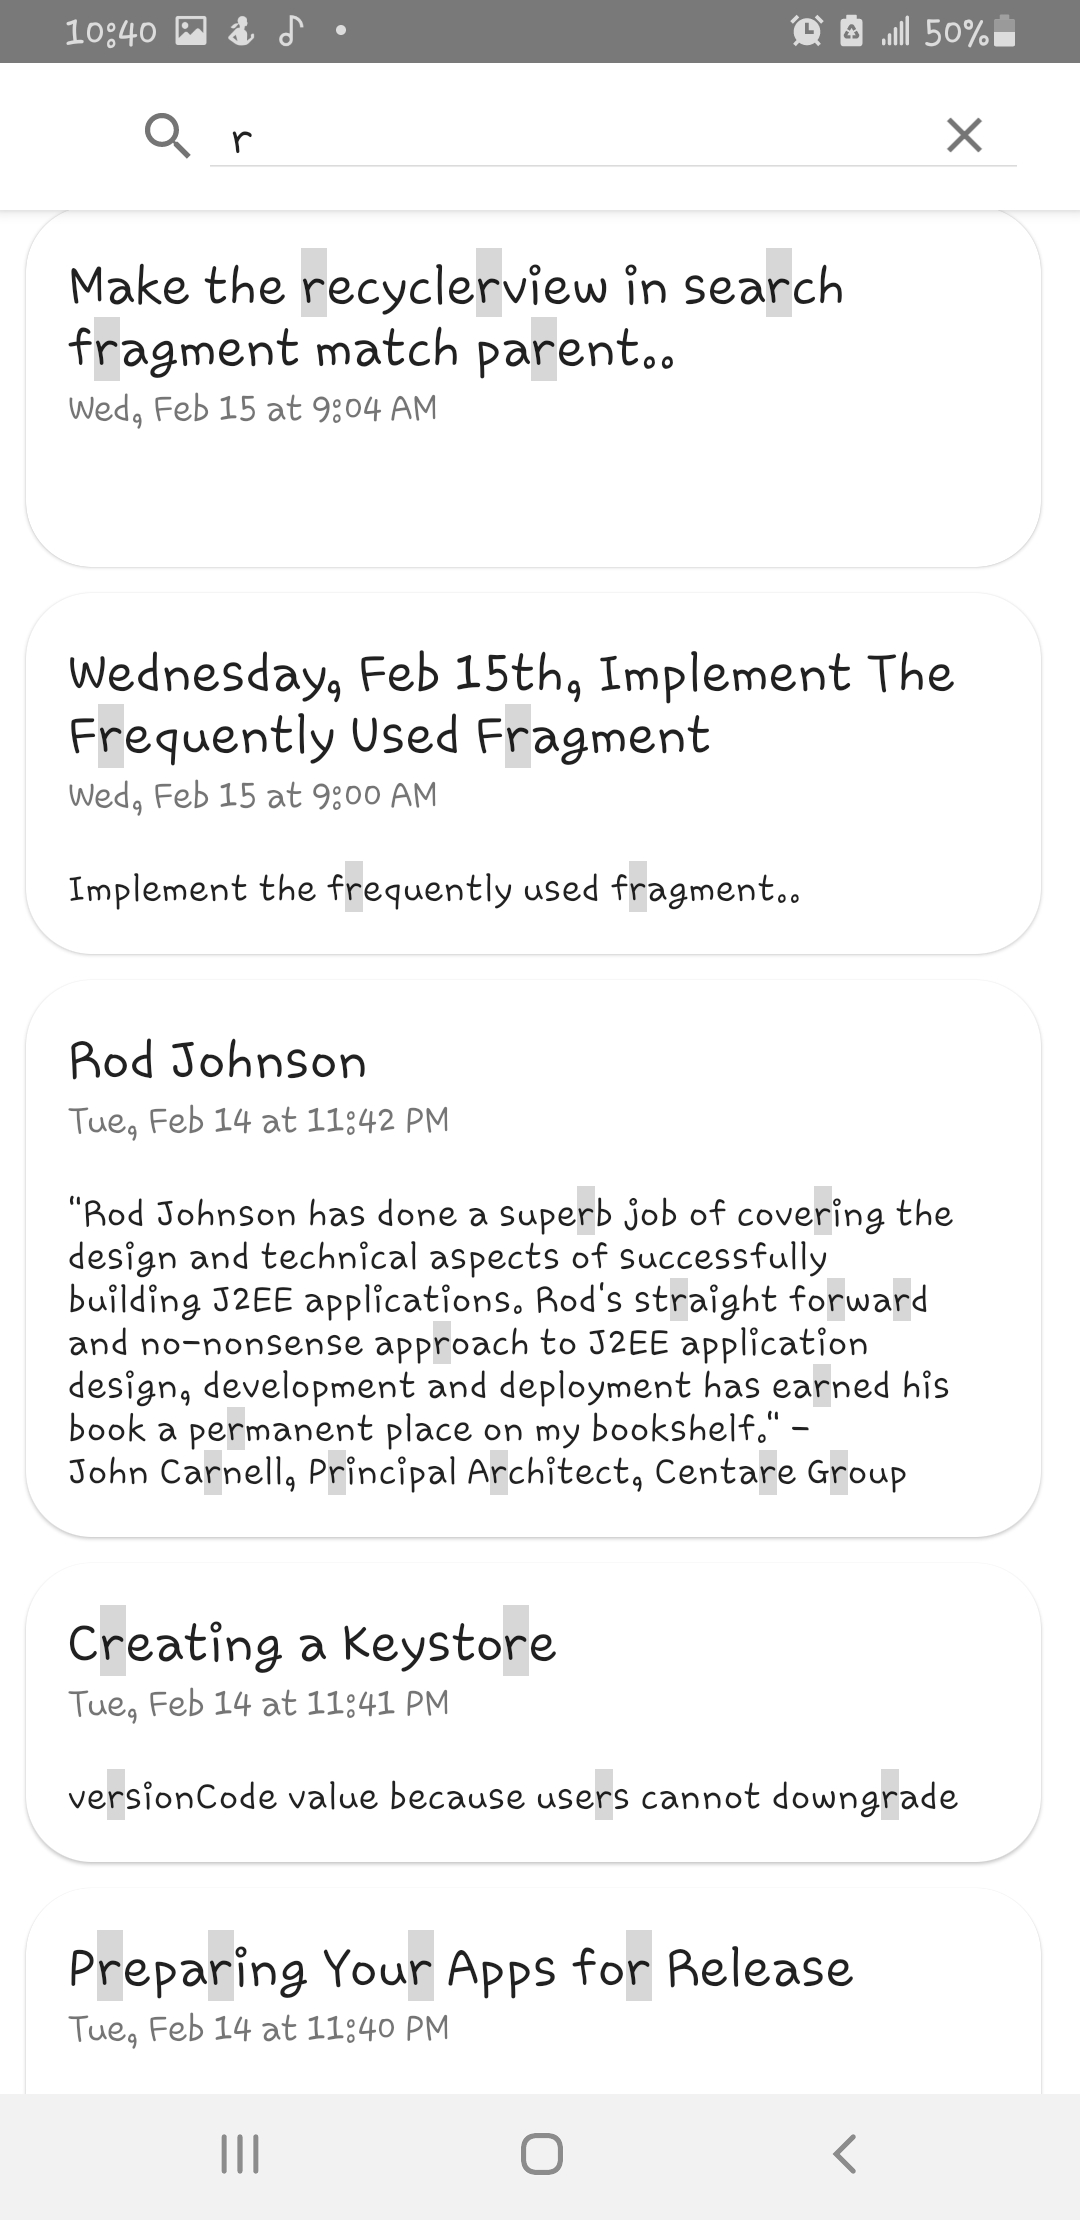 10:40 50%
r
Make the recyclerview in search
fragment match parent..
Wed, Feb 15 at 9:04 AM
Wednesday, Feb 15th, Implement The
Frequently Used Fragment
Wed, Feb 15 at 9:00 AM
Implement the frequently used fragment..
Rod Johnson
Tue, Feb 14 at 11:42 PM
"Rod Johnson has done a superb job of covering the
design and technical aspects of successfully
building J2EE applications. Rod's straight forward
and no-nonsense approach to J2EE application
design, development and deployment has earned his
book a permanent place on my bookshelf." –
John Carnell, Principal Architect, Centare Group
Creating a Keystore
Tue, Feb 14 at 11:41 PM
versionCode value because users cannot downgrade
Preparing Your Apps for Release
Tue, Feb 14 at 11:40 PM